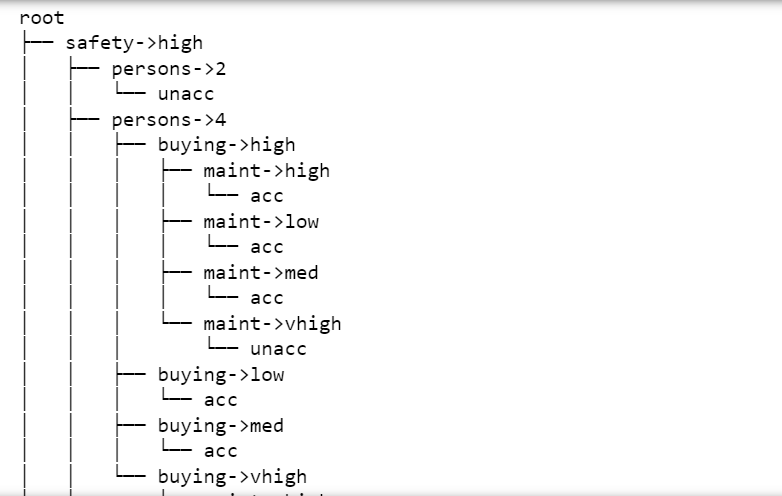 root
├── safety->high
│   ├── persons->2
│   │   └── unacc
│   ├── persons->4
│   │   ├── buying->high
│   │   │   ├── maint->high
│   │   │   │   └── acc
│   │   │   ├── maint->low
│   │   │   │   └── acc
│   │   │   ├── maint->med
│   │   │   │   └── acc
│   │   │   └── maint->vhigh
│   │   │       └── unacc
│   │   ├── buying->low
│   │   │   └── acc
│   │   ├── buying->med
│   │   │   └── acc
│   │   └── buying->vhigh